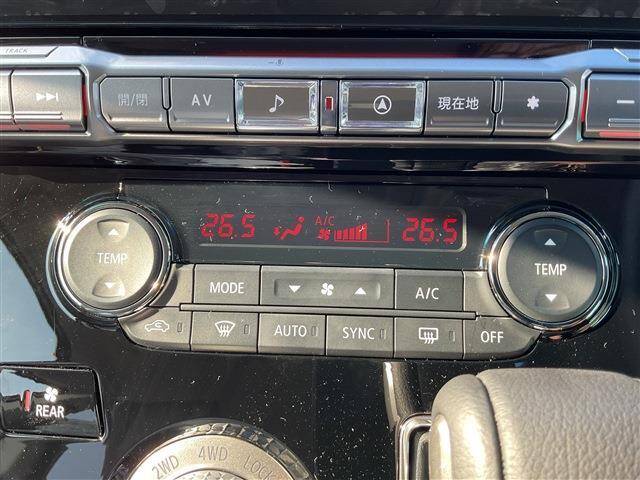 TRACK
開/閉 AV 現在地
26.5 A/C 26.5
TEMP MODE A/C TEMP
AUTO SYNC OFF
REAR
2WD 4WD LOCK